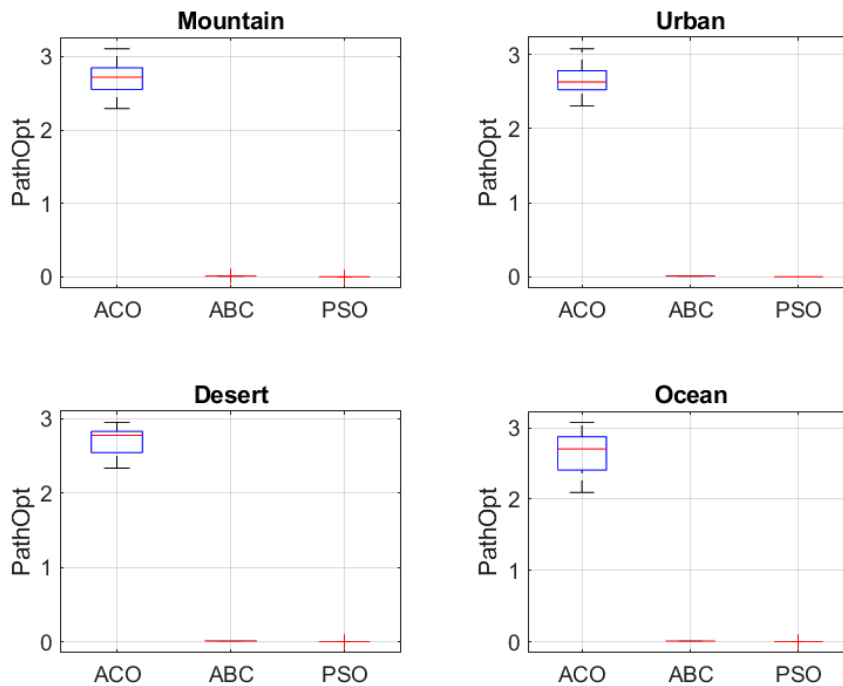 Mountain
3
2
1
0
PathOpt
ACO ABC PSO
Urban
3
2
1
0
PathOpt
ACO ABC PSO
Desert
3
2
1
0
PathOpt
ACO ABC PSO
Ocean
3
2
1
0
PathOpt
ACO ABC PSO